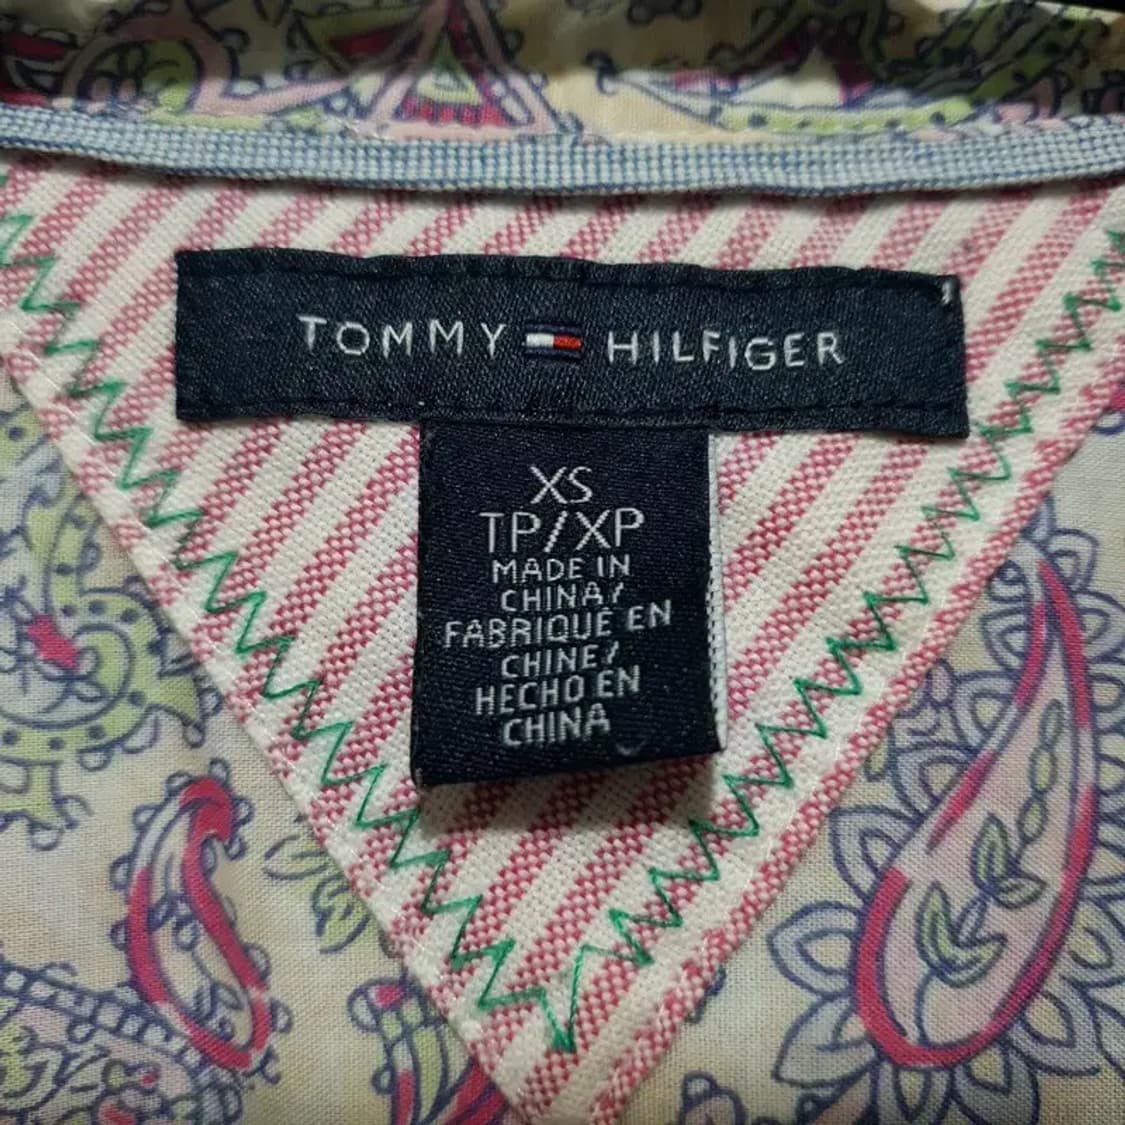 TOMMY HILFIGER
XS
TP/XP
MADE IN
CHINA/
FABRIQUÉ EN
CHINE/
HECHO EN
CHINA